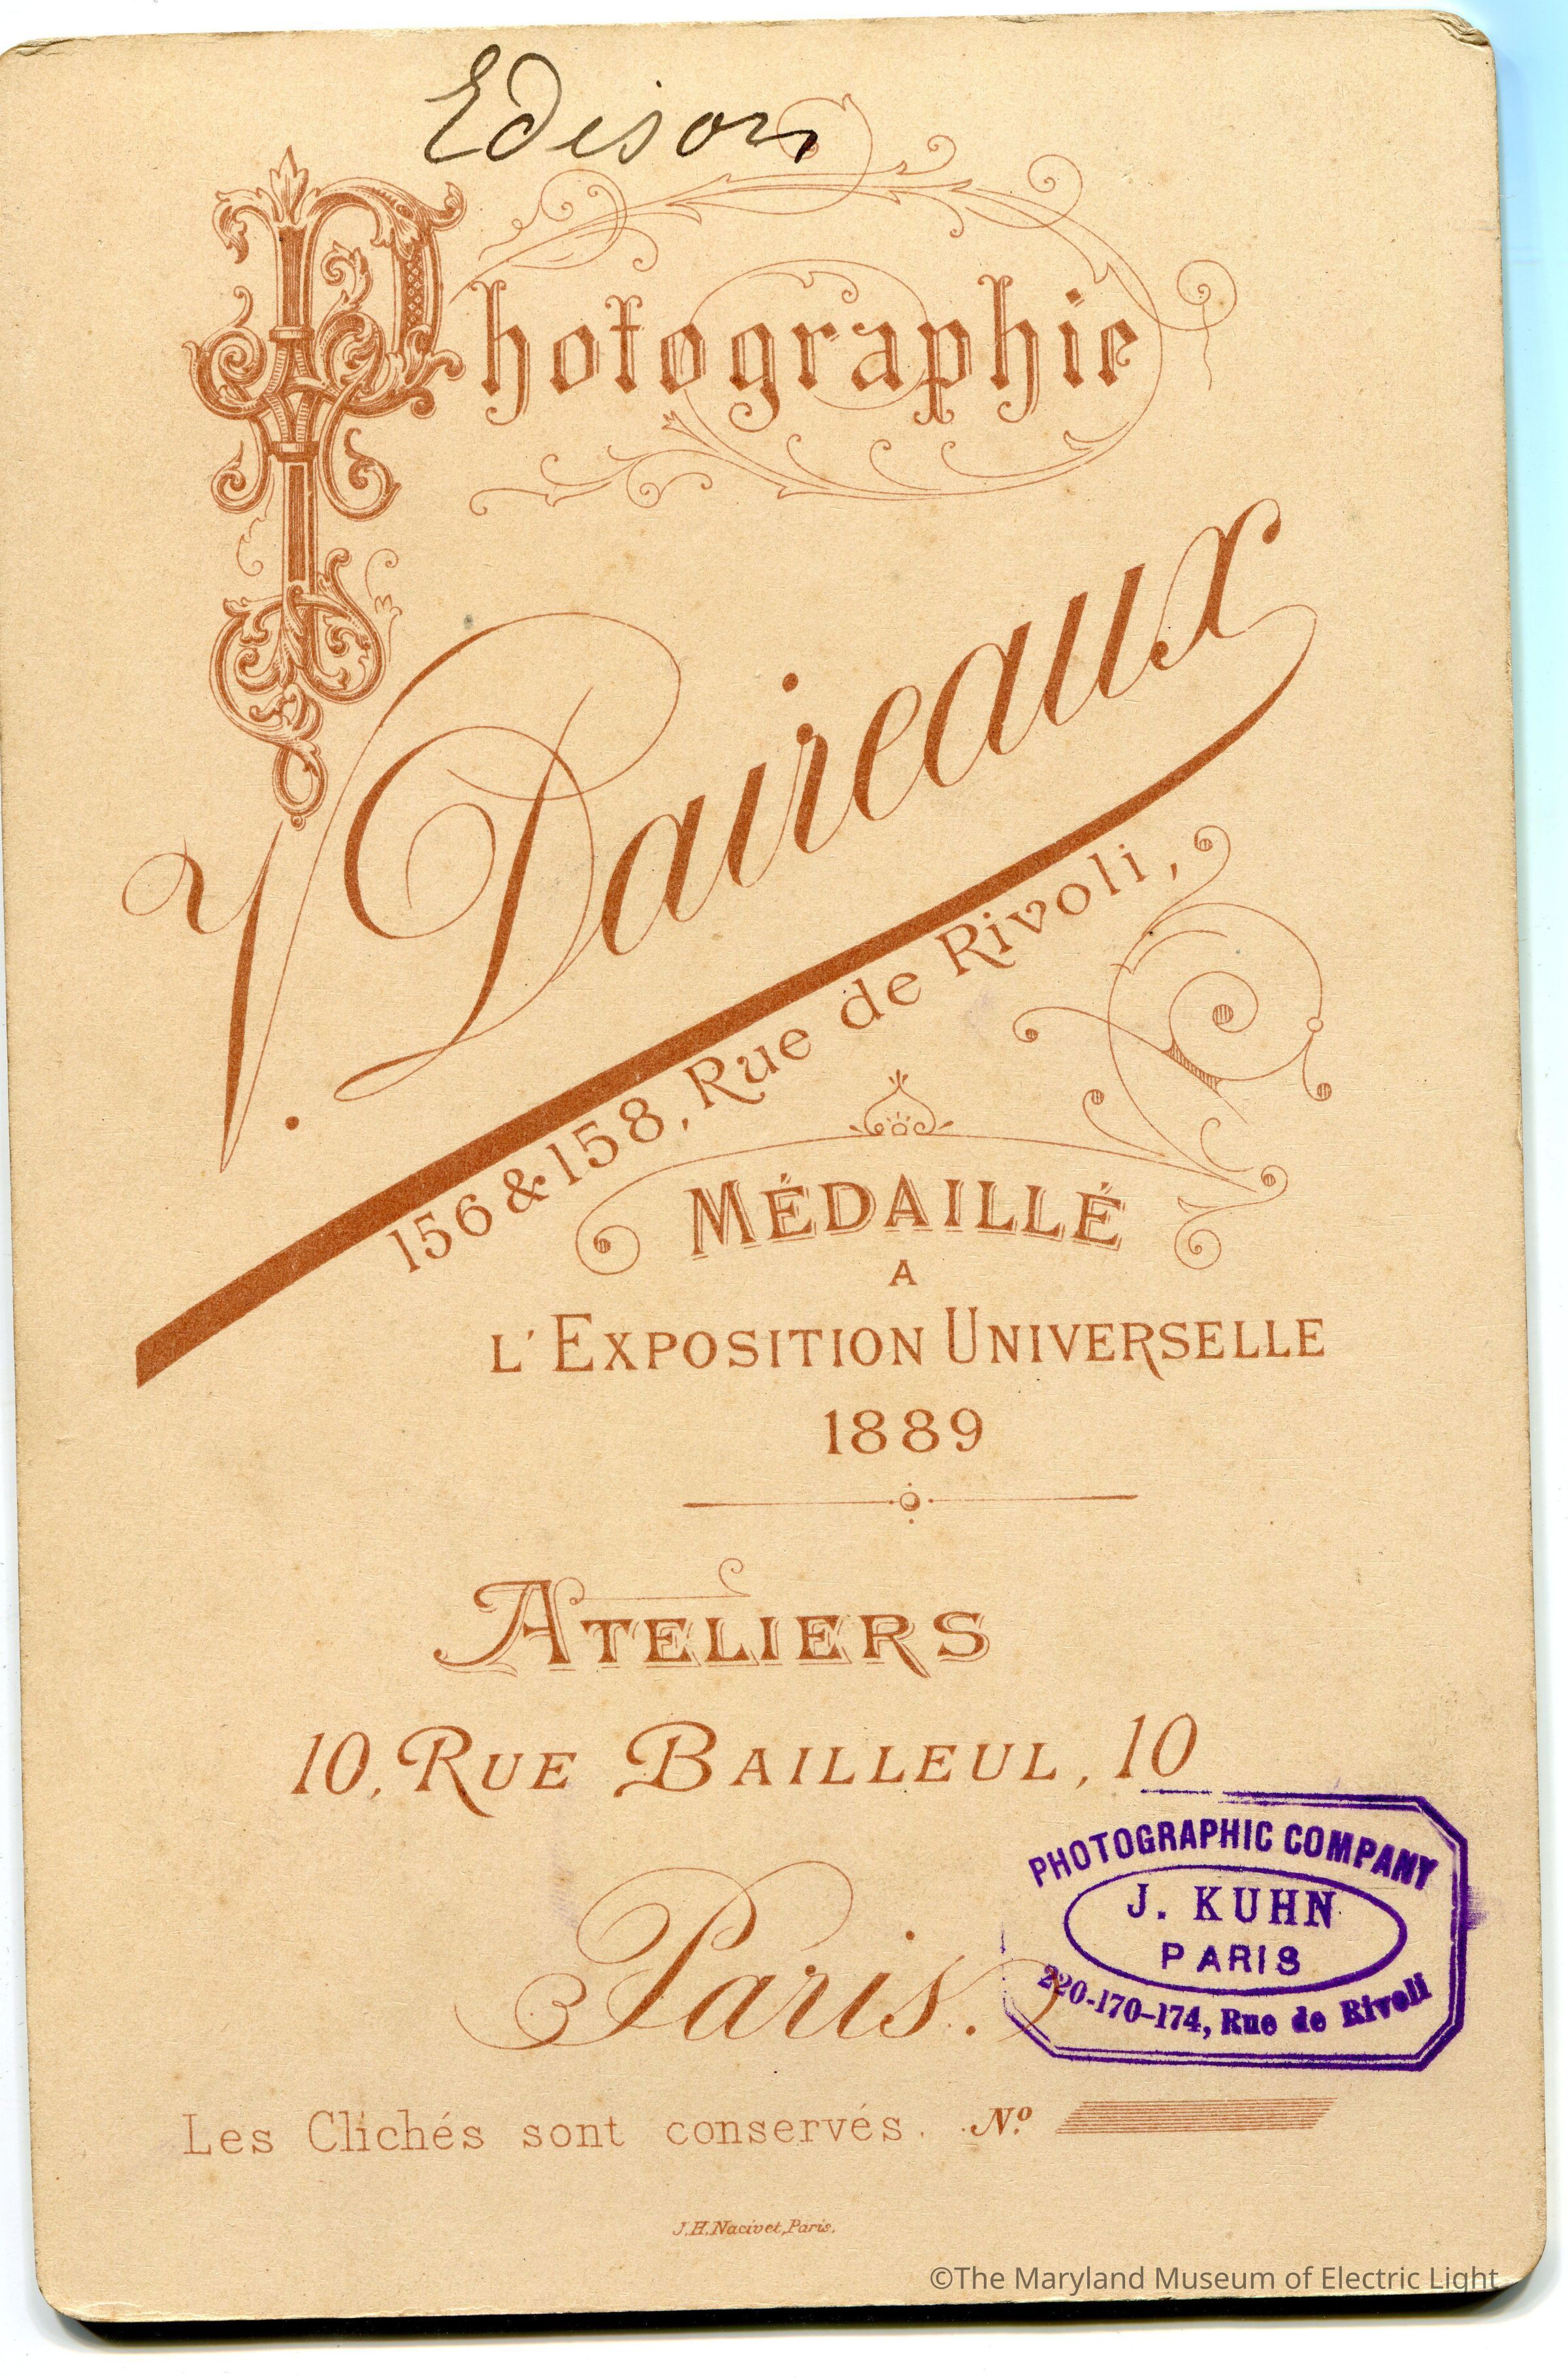 Edison
Photographie
V. Daireaux
156 & 158, Rue de Rivoli,
MÉDAILLÉ
A
L'EXPOSITION UNIVERSELLE
1889
ATELIERS
10, RUE BAILLEUL, 10
Paris.
PHOTOGRAPHIC COMPANY
J. KUHN
PARIS
220-170-174, Rue de Rivoli
Les Clichés sont conservés. No.
J.H. Nacivet, Paris.
©The Maryland Museum of Electric Light